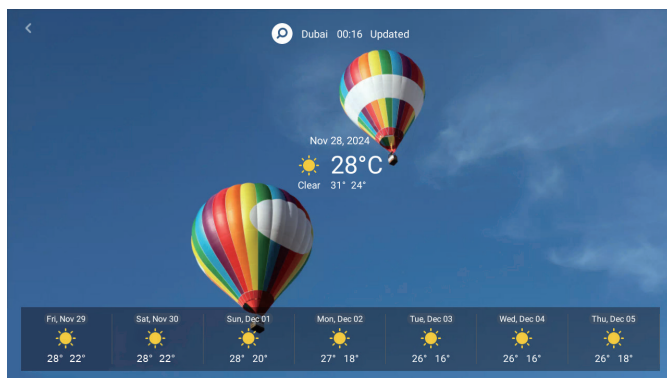 Dubai 00:16 Updated
Nov 28, 2024
28°C
Clear 31° 24°
Fri, Nov 29 Sat, Nov 30 Sun, Dec 01 Mon, Dec 02 Tue, Dec 03 Wed, Dec 04 Thu, Dec 05
28° 22° 28° 22° 28° 20° 27° 18° 26° 16° 26° 16° 26° 18°